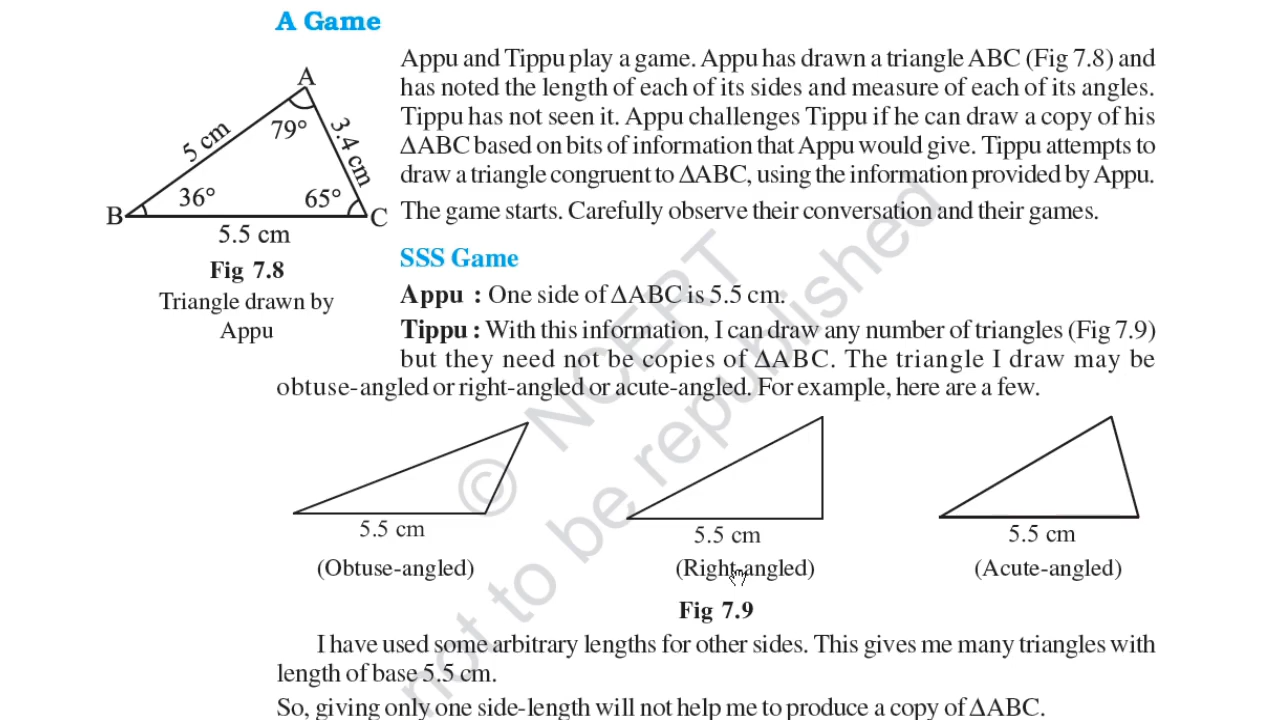 A Game
Appu and Tippu play a game. Appu has drawn a triangle ABC (Fig 7.8) and
has noted the length of each of its sides and measure of each of its angles.
Tippu has not seen it. Appu challenges Tippu if he can draw a copy of his
ΔABC based on bits of information that Appu would give. Tippu attempts to
draw a triangle congruent to ΔABC, using the information provided by Appu.
The game starts. Carefully observe their conversation and their games.
A
5 cm
79°
3.4 cm
36°
65°
B
C
5.5 cm
Fig 7.8
Triangle drawn by
Appu
SSS Game
Appu : One side of ΔABC is 5.5 cm.
Tippu : With this information, I can draw any number of triangles (Fig 7.9)
but they need not be copies of ΔABC. The triangle I draw may be
obtuse-angled or right-angled or acute-angled. For example, here are a few.
5.5 cm
5.5 cm
5.5 cm
(Obtuse-angled)
(Right-angled)
(Acute-angled)
Fig 7.9
I have used some arbitrary lengths for other sides. This gives me many triangles with
length of base 5.5 cm.
So, giving only one side-length will not help me to produce a copy of ΔABC.
© NCERT
not to be republished